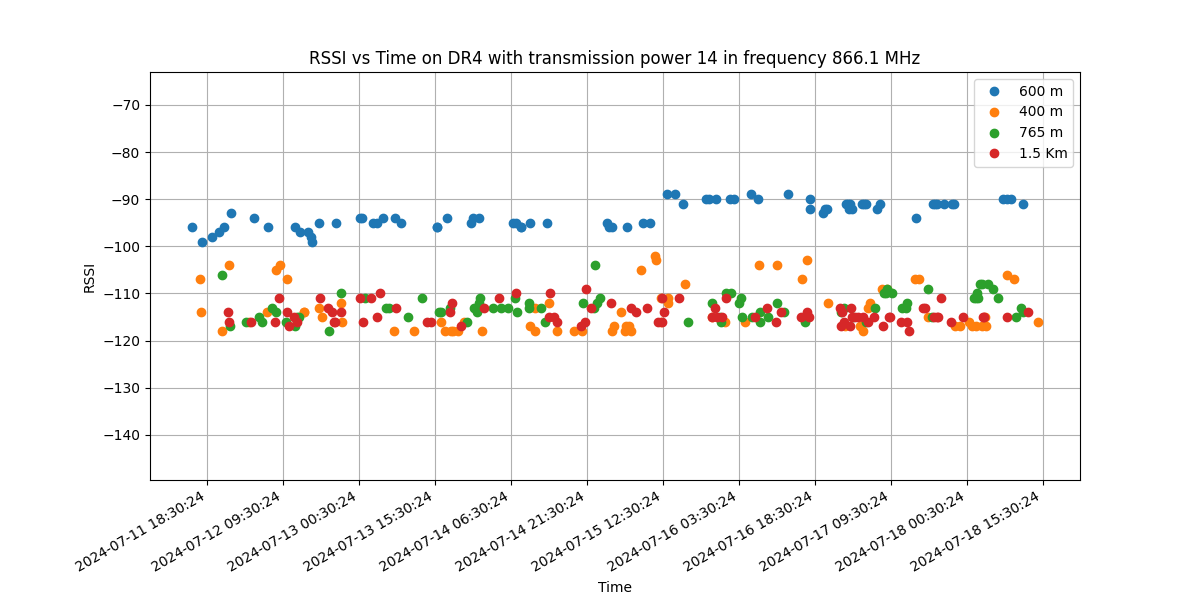 RSSI vs Time on DR4 with transmission power 14 in frequency 866.1 MHz
600 m
400 m
765 m
1.5 Km
−70
−80
−90
−100
−110
−120
−130
−140
RSSI
2024-07-11 18:30:24
2024-07-12 09:30:24
2024-07-13 00:30:24
2024-07-13 15:30:24
2024-07-14 06:30:24
2024-07-14 21:30:24
2024-07-15 12:30:24
2024-07-16 03:30:24
2024-07-16 18:30:24
2024-07-17 09:30:24
2024-07-18 00:30:24
2024-07-18 15:30:24
Time